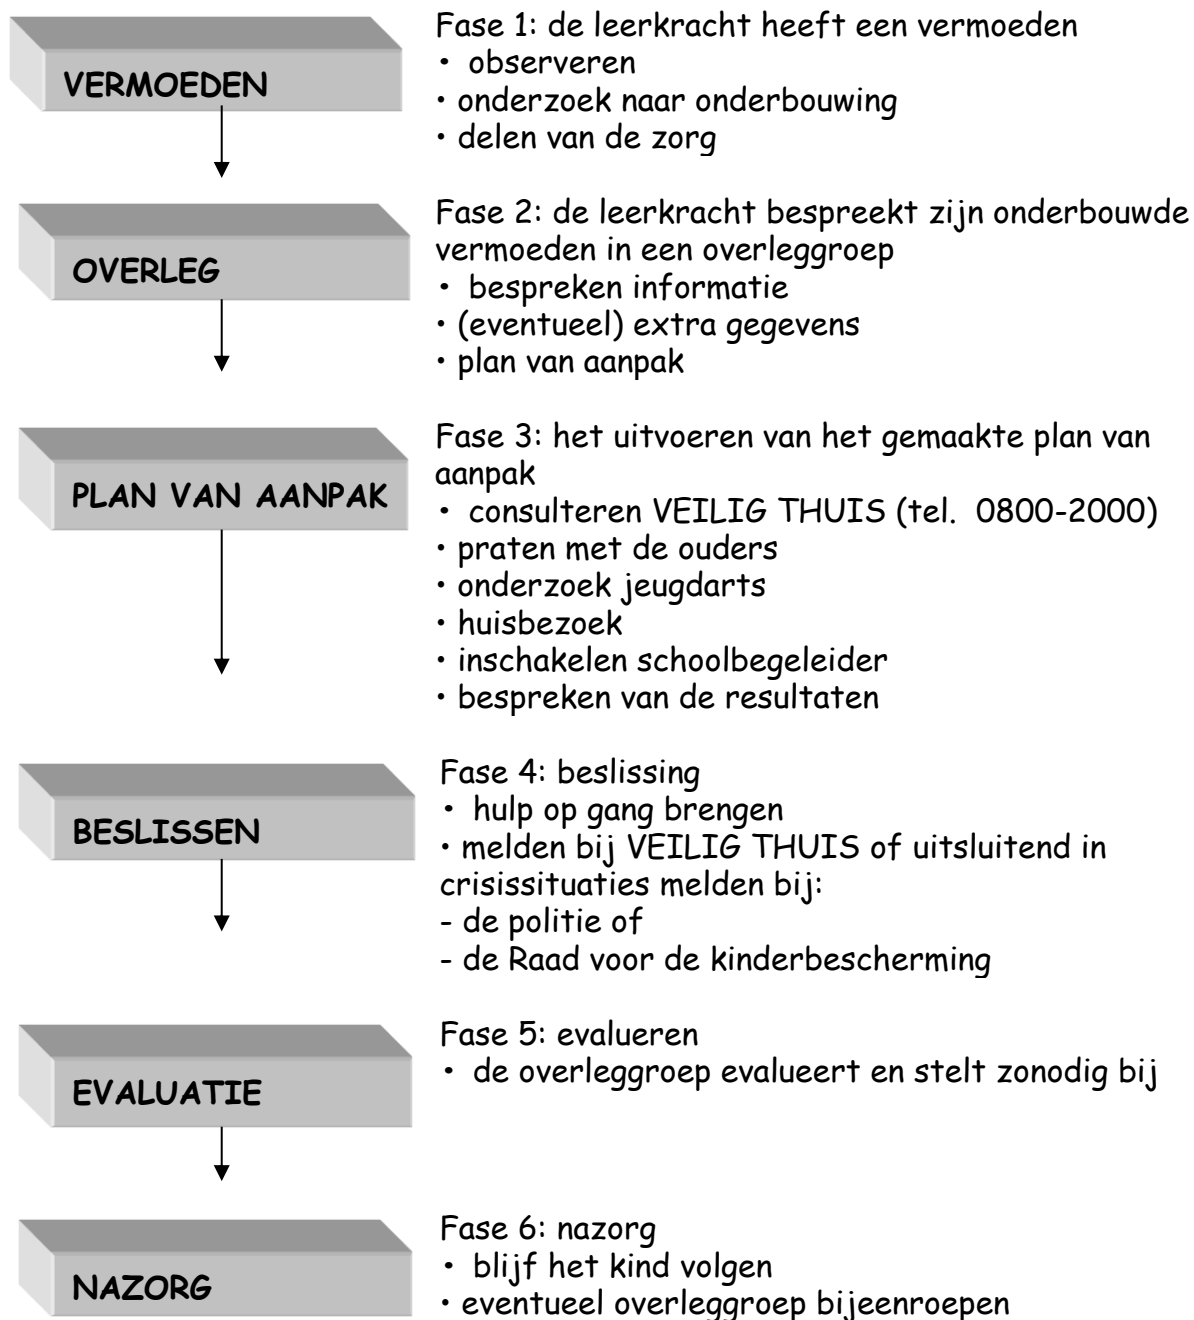 VERMOEDEN
Fase 1: de leerkracht heeft een vermoeden
• observeren
• onderzoek naar onderbouwing
• delen van de zorg
OVERLEG
Fase 2: de leerkracht bespreekt zijn onderbouwde
vermoeden in een overleggroep
• bespreken informatie
• (eventueel) extra gegevens
• plan van aanpak
PLAN VAN AANPAK
Fase 3: het uitvoeren van het gemaakte plan van
aanpak
• consulteren VEILIG THUIS (tel. 0800-2000)
• praten met de ouders
• onderzoek jeugdarts
• huisbezoek
• inschakelen schoolbegeleider
• bespreken van de resultaten
BESLISSEN
Fase 4: beslissing
• hulp op gang brengen
• melden bij VEILIG THUIS of uitsluitend in
crisissituaties melden bij:
- de politie of
- de Raad voor de kinderbescherming
EVALUATIE
Fase 5: evalueren
• de overleggroep evalueert en stelt zonodig bij
NAZORG
Fase 6: nazorg
• blijf het kind volgen
• eventueel overleggroep bijeenroepen